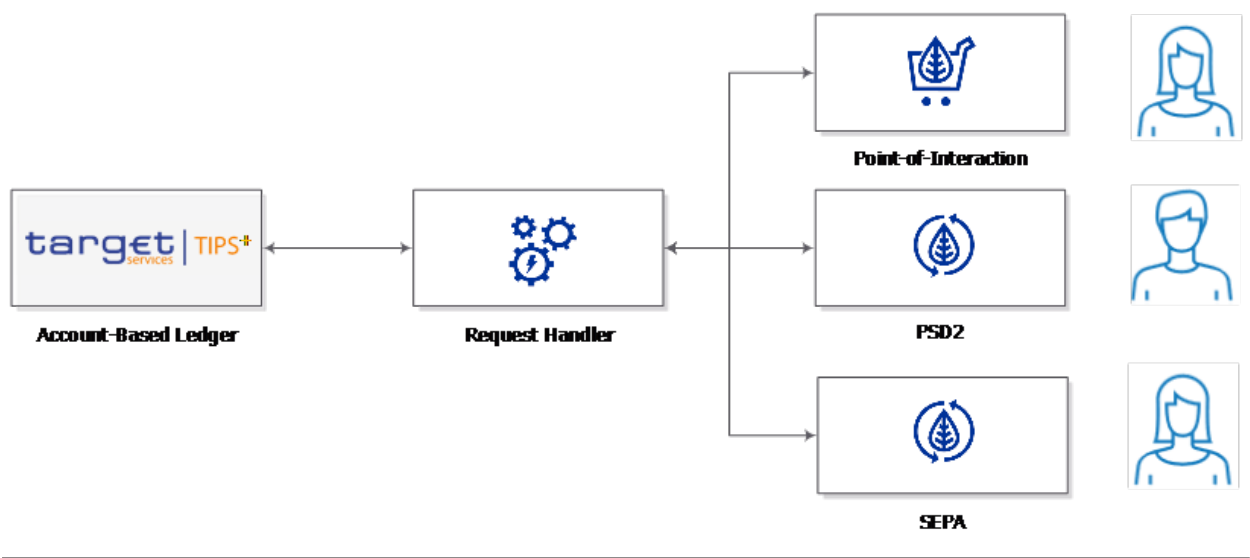 Point-of-Interaction
target | TIPS+
services
Account-Based Ledger
Request Handler
PSD2
SEPA